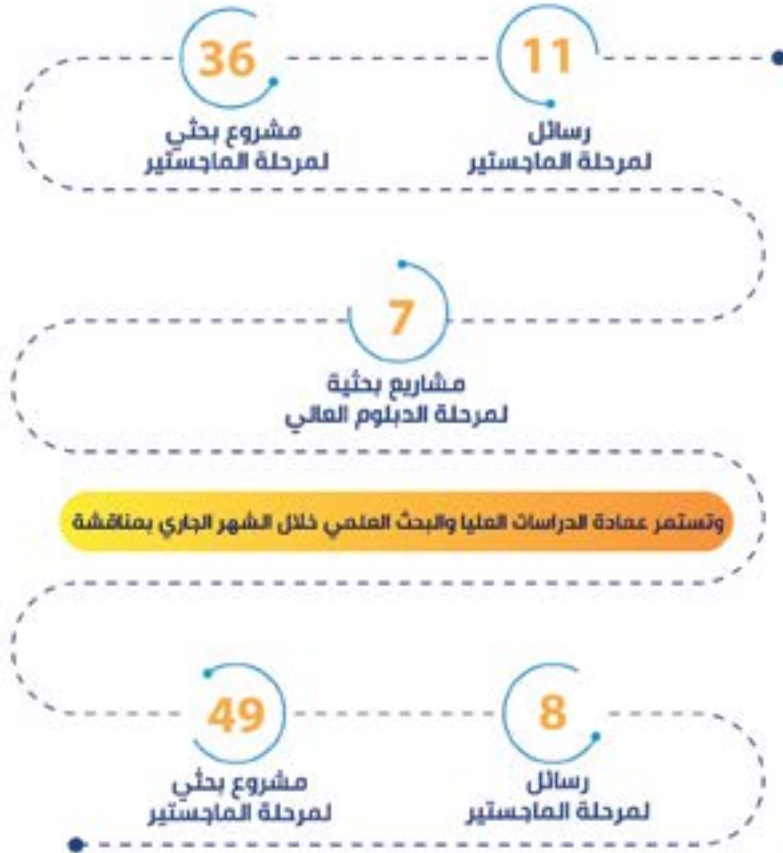 11
رسائل
لمرحلة الماجستير
36
مشروع بحثي
لمرحلة الماجستير
7
مشاريع بحثية
لمرحلة الدبلوم العالي
وتستمر عمادة الدراسات العليا والبحث العلمي خلال الشهر الجاري بمناقشة
8
رسائل
لمرحلة الماجستير
49
مشروع بحثي
لمرحلة الماجستير